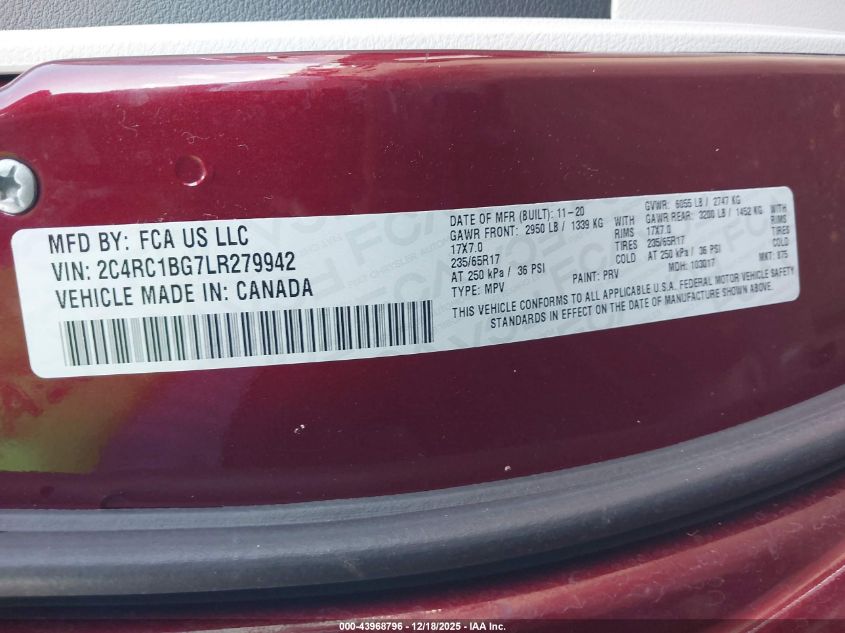 MFD BY: FCA US LLC
VIN: 2C4RC1BG7LR279942
VEHICLE MADE IN: CANADA
DATE OF MFR (BUILT): 11-20
GVWR: 6055 LB / 2747 KG
GAWR FRONT: 2950 LB / 1339 KG WITH
GAWR REAR: 3200 LB / 1452 KG WITH
17X7.0 RIMS
17X7.0 RIMS
235/65R17 TIRES
235/65R17 TIRES
AT 250 kPa / 36 PSI COLD
AT 250 kPa / 36 PSI COLD
TYPE: MPV
PAINT: PRV
MDH: 103017
MKT: 875
THIS VEHICLE CONFORMS TO ALL APPLICABLE U.S.A. FEDERAL MOTOR VEHICLE SAFETY
STANDARDS IN EFFECT ON THE DATE OF MANUFACTURE SHOWN ABOVE.
000-43968796 - 12/18/2025 - IAA Inc.